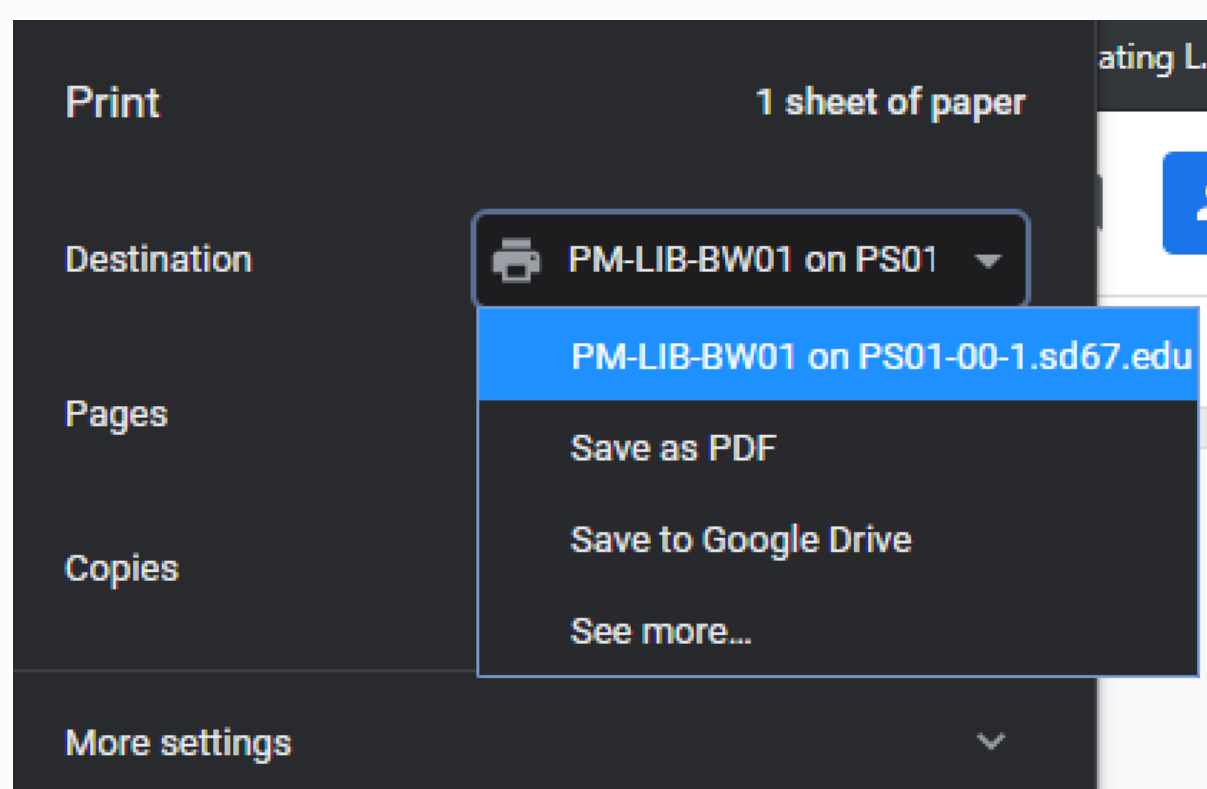 ating L.
Print
1 sheet of paper
Destination
PM-LIB-BW01 on PS01
PM-LIB-BW01 on PS01-00-1.sd67.edu
Pages
Save as PDF
Save to Google Drive
Copies
See more...
More settings